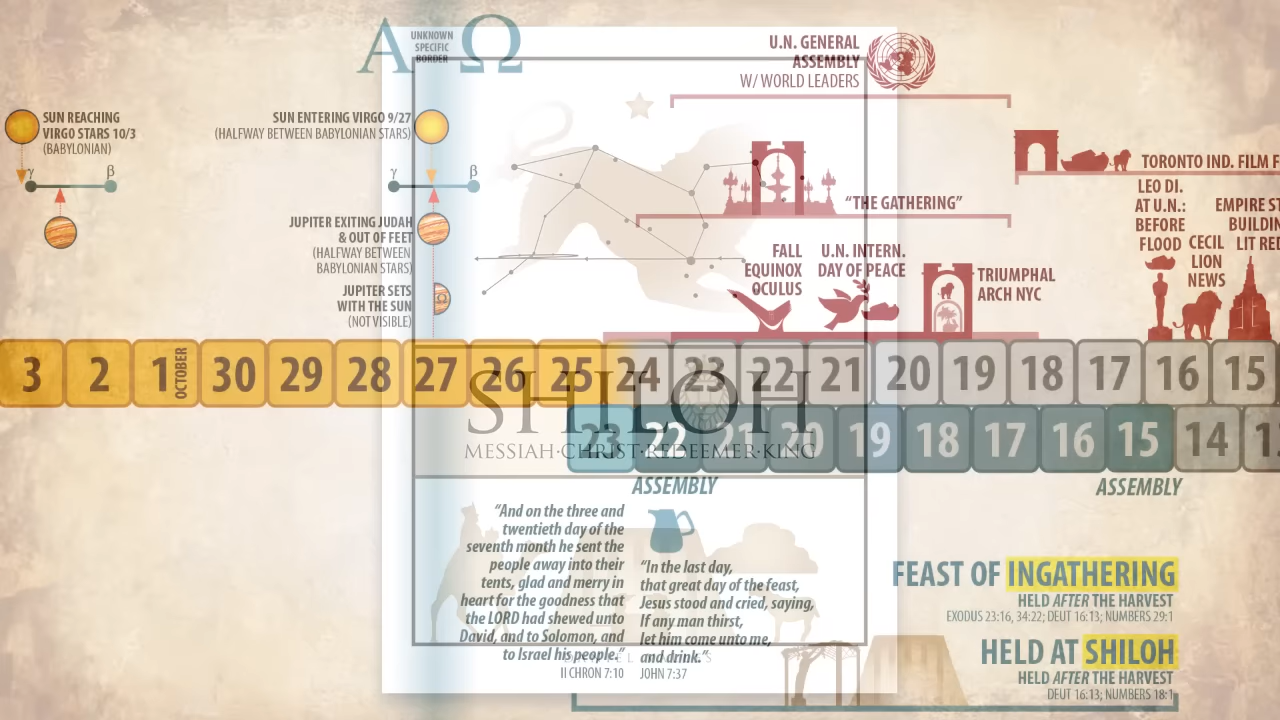 A
UNKNOWN
SPECIFIC
BORDER
Ω
U.N. GENERAL
ASSEMBLY
W/ WORLD LEADERS
SUN REACHING
VIRGO STARS 10/3
(BABYLONIAN)
γ β
SUN ENTERING VIRGO 9/27
(HALFWAY BETWEEN BABYLONIAN STARS)
γ β
JUPITER EXITING JUDAH
& OUT OF FEET
(HALFWAY BETWEEN
BABYLONIAN STARS)
JUPITER SETS
WITH THE SUN
(NOT VISIBLE)
"THE GATHERING"
FALL
EQUINOX
OCULUS
U.N. INTERN.
DAY OF PEACE
TRIUMPHAL
ARCH NYC
TORONTO IND. FILM F
LEO DI.
AT U.N.:
BEFORE
FLOOD
CECIL
LION
NEWS
EMPIRE ST
BUILDIN
LIT RED
3 2 1 OCTOBER 30 29 28 27 26 25 24 23 22 21 20 19 18 17 16 15
SHILOH
23 22 21 20 19 18 17 16 15 14 1
MESSIAH·CHRIST·REDEEMER·KING
ASSEMBLY
ASSEMBLY
"And on the three and
twentieth day of the
seventh month he sent the
people away into their
tents, glad and merry in
heart for the goodness that
the LORD had shewed unto
David, and to Solomon, and
to Israel his people."
II CHRON 7:10
"In the last day,
that great day of the feast,
Jesus stood and cried, saying,
If any man thirst,
let him come unto me,
and drink."
JOHN 7:37
FEAST OF INGATHERING
HELD AFTER THE HARVEST
EXODUS 23:16, 34:22; DEUT 16:13; NUMBERS 29:1
HELD AT SHILOH
HELD AFTER THE HARVEST
DEUT 16:13; NUMBERS 18:1